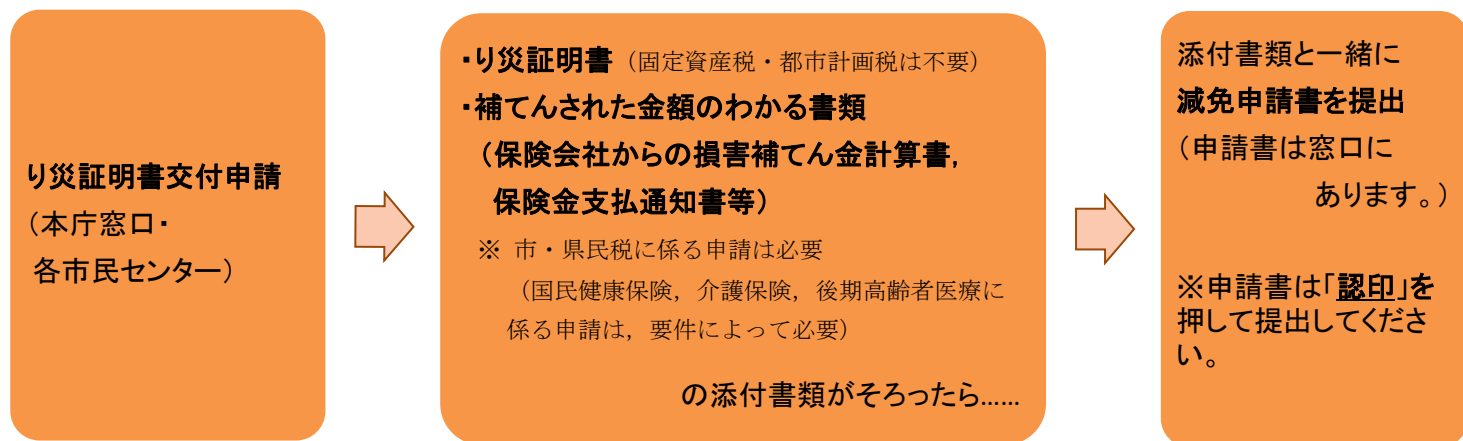 り災証明書交付申請
（本庁窓口・
各市民センター）
・り災証明書（固定資産税・都市計画税は不要）
・補てんされた金額のわかる書類
（保険会社からの損害補てん金計算書，
保険金支払通知書等）
※ 市・県民税に係る申請は必要
（国民健康保険，介護保険，後期高齢者医療に
係る申請は，要件によって必要）
の添付書類がそろったら……
添付書類と一緒に
減免申請書を提出
（申請書は窓口に
あります。）
※申請書は「認印」を
押して提出してくださ
い。